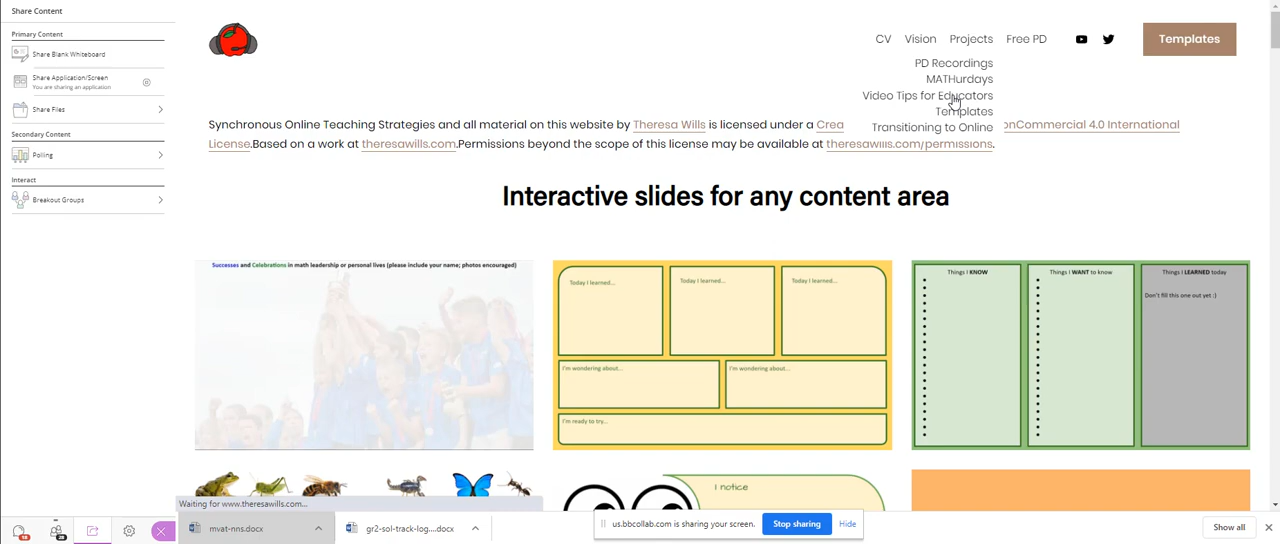 Share Content
Primary Content
Share Blank Whiteboard
Share Application/Screen
You are sharing an application
Share Files
Secondary Content
Polling
Interact
Breakout Groups
CV Vision Projects Free PD Templates
PD Recordings
MATHurdays
Video Tips for Educators
Templates
Transitioning to Online
Synchronous Online Teaching Strategies and all material on this website by Theresa Wills is licensed under a Crea onCommercial 4.0 International
License.Based on a work at theresawills.com.Permissions beyond the scope of this license may be available at theresawills.com/permissions.
Interactive slides for any content area
Successes and Celebrations in math leadership or personal lives (please include your name; photos encouraged)
Today I learned... Today I learned... Today I learned...
I'm wondering about... I'm wondering about...
I'm ready to try...
Things I KNOW Things I WANT to know Things I LEARNED today
Don't fill this one out yet :)
I notice
Waiting for www.theresawills.com...
mvat-nns.docx
gr2-sol-track-log....docx
us.bbcollab.com is sharing your screen.
Stop sharing
Hide
Show all